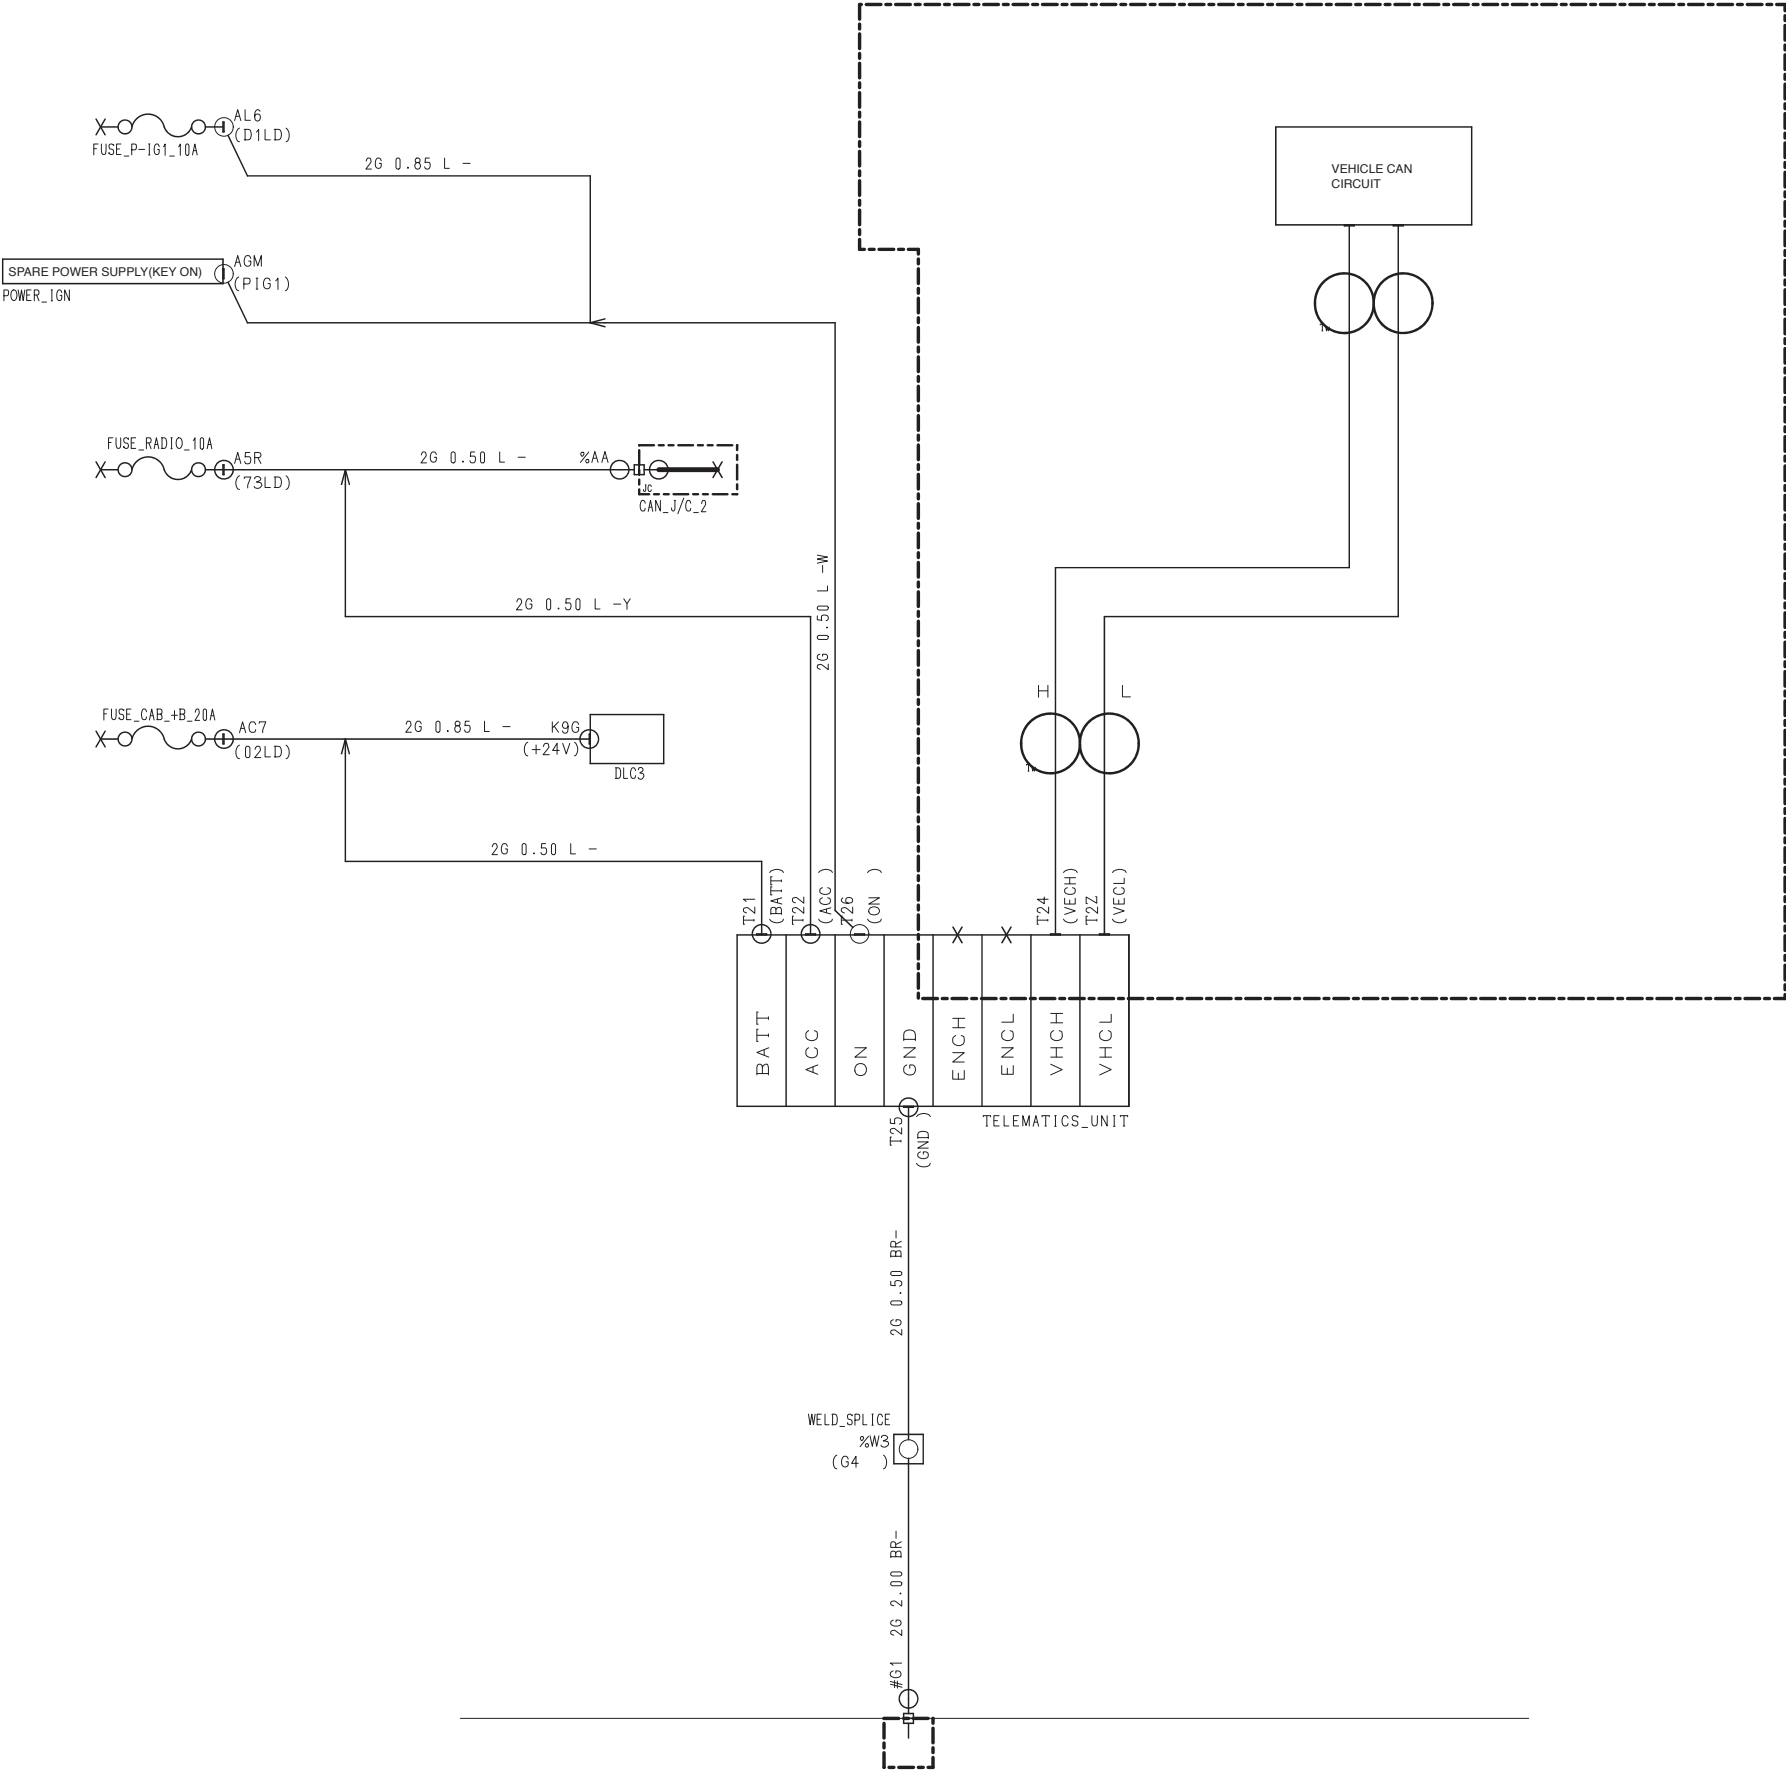 AL6
(D1LD)
FUSE_P-IG1_10A
2G 0.85 L -
VEHICLE CAN
CIRCUIT
AGM
SPARE POWER SUPPLY(KEY ON)
(PIG1)
POWER_IGN
Tw
FUSE_RADIO_10A
A5R
(73LD)
2G 0.50 L -
%AA
JC
CAN_J/C_2
2G 0.50 L -W
2G 0.50 L -Y
H
L
FUSE_CAB_+B_20A
AC7
(02LD)
2G 0.85 L -
K9G
(+24V)
DLC3
Tw
2G 0.50 L -
T21
(BATT)
T22
(ACC )
T26
(ON )
T24
(VECH)
T2Z
(VECL)
BATT
ACC
ON
GND
ENCH
ENCL
VHCH
VHCL
TELEMATICS_UNIT
T25
(GND )
2G 0.50 BR-
WELD_SPLICE
%W3
(G4 )
2G 2.00 BR-
#G1